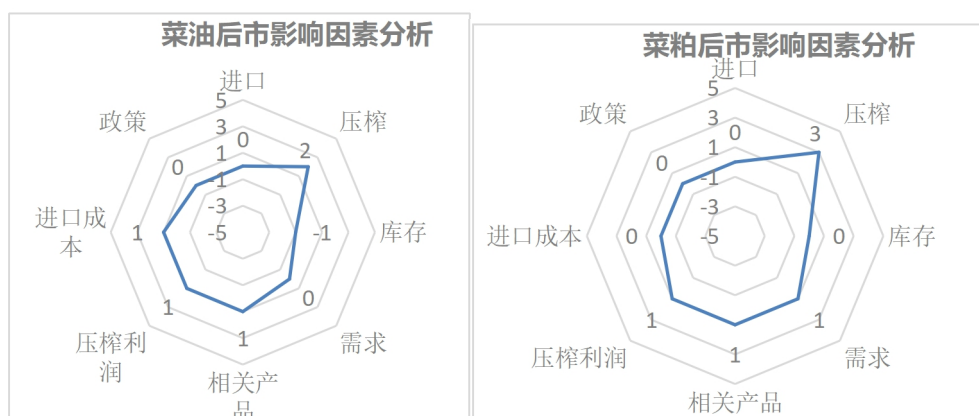 菜油后市影响因素分析
进口
5
政策
压榨
3
0
2
0
1
-1
-3
进口成
本
1
-5
-1
库存
1
0
压榨利
润
1
需求
相关产
品
菜粕后市影响因素分析
进口
5
政策
压榨
3
0
3
1
0
-1
-3
进口成本
0
-5
0
库存
1
1
压榨利润
1
需求
相关产品